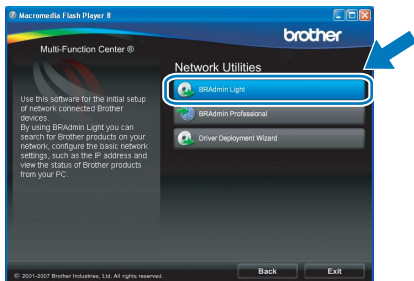 Macromedia Flash Player 8
brother
Multi-Function Center ®
Network Utilities
BRAdmin Light
Use this software for the initial setup
of network connected Brother
devices.
By using BRAdmin Light you can
search for Brother products on your
network, configure the basic network
settings, such as the IP address and
view the status of Brother products
from your PC.
BRAdmin Professional
Driver Deployment Wizard
© 2001-2007 Brother Industries, Ltd. All rights reserved.
Back
Exit